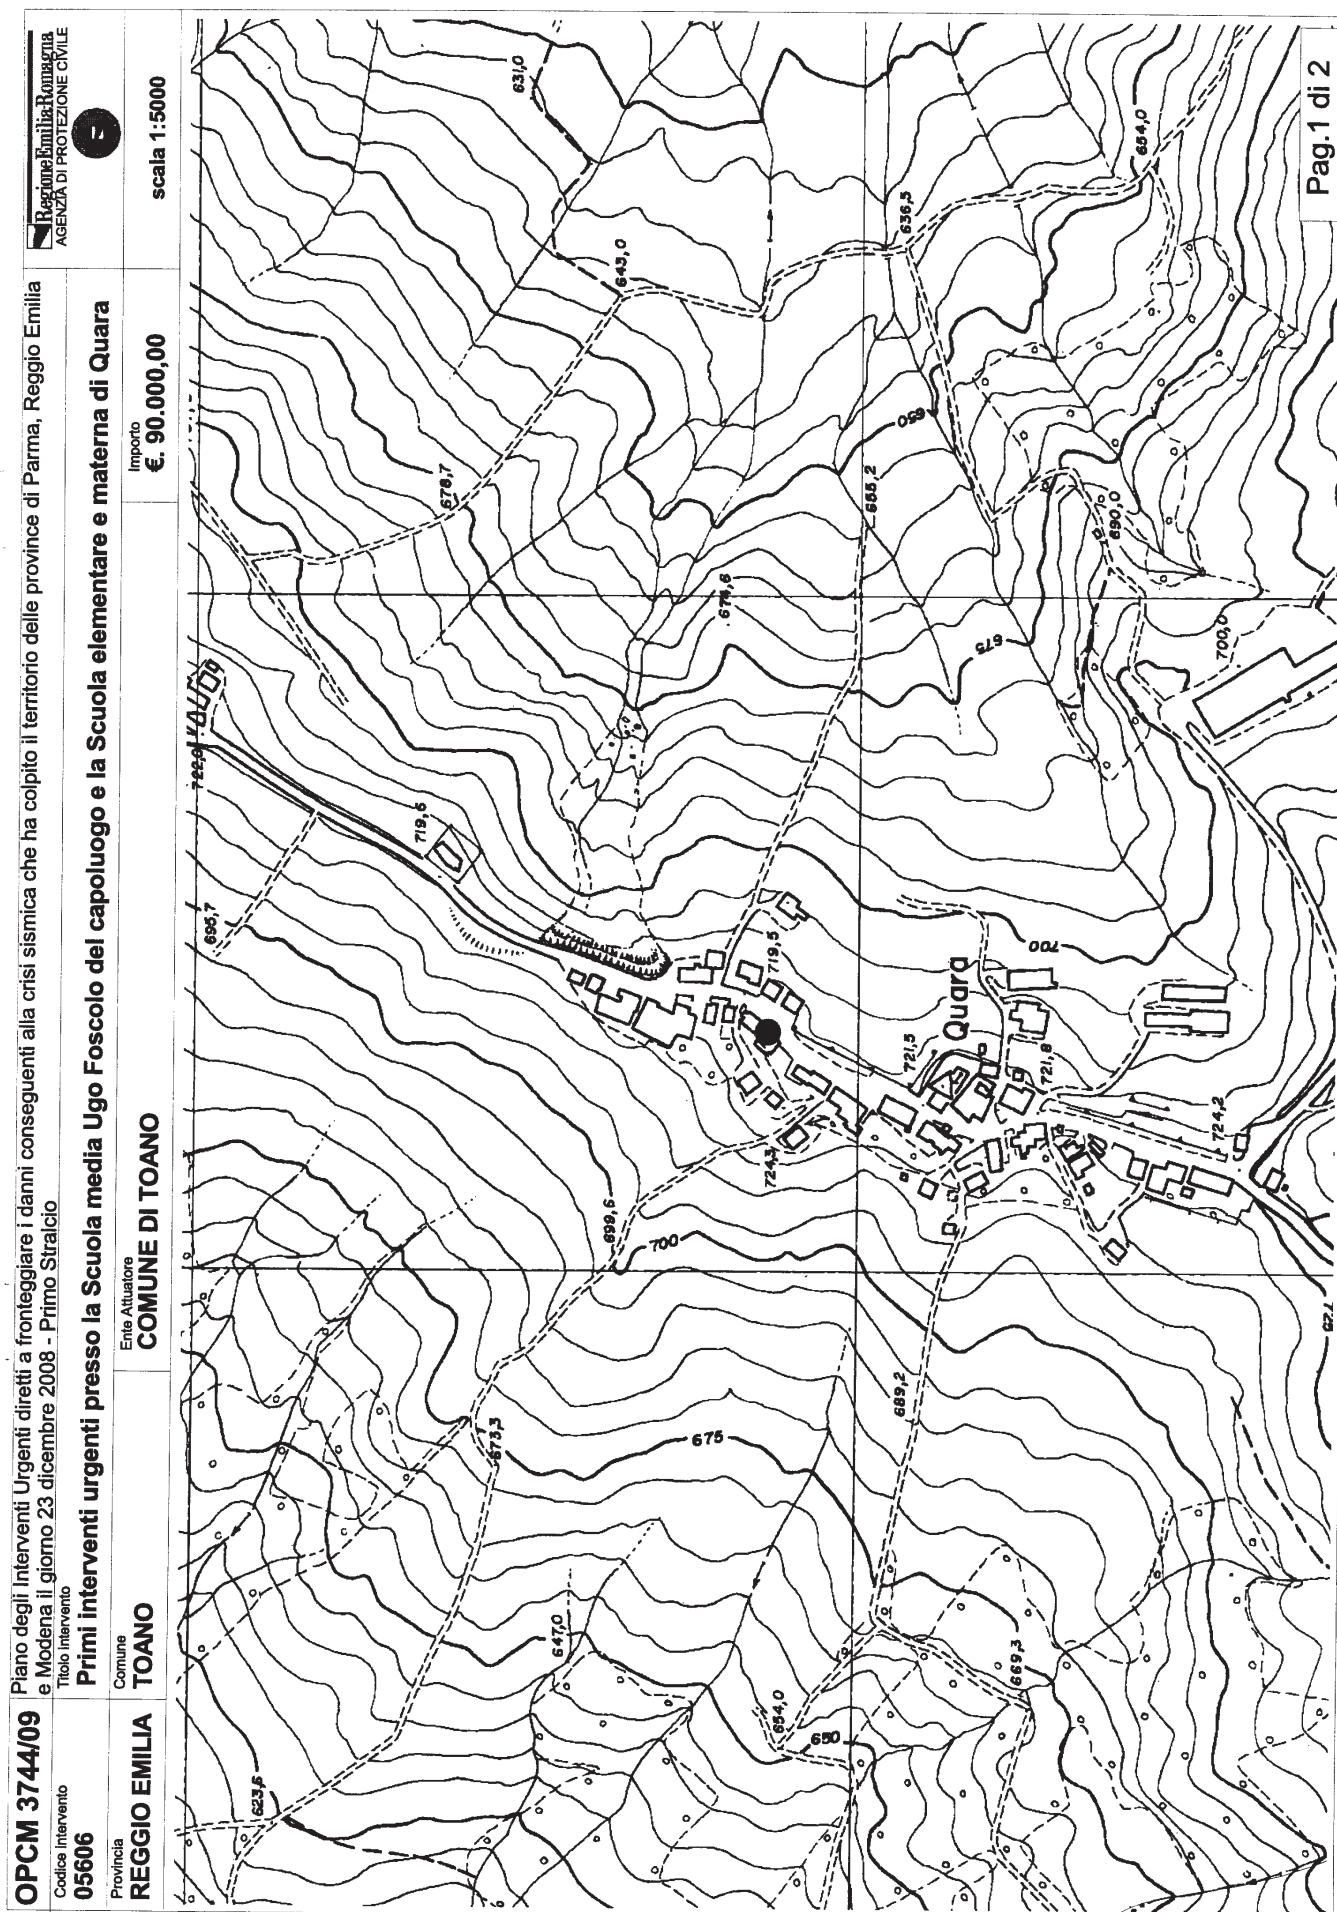 OPCM 3744/09
Piano degli Interventi Urgenti diretti a fronteggiare i danni conseguenti alla crisi sismica che ha colpito il territorio delle province di Parma, Reggio Emilia
e Modena il giorno 23 dicembre 2008 - Primo Stralcio
RegioneEmilia-Romagna
AGENZIA DI PROTEZIONE CIVILE
Codice Intervento
05606
Titolo Intervento
Primi interventi urgenti presso la Scuola media Ugo Foscolo del capoluogo e la Scuola elementare e materna di Quara
Provincia
REGGIO EMILIA
Comune
TOANO
Ente Attuatore
COMUNE DI TOANO
Importo
€. 90.000,00
scala 1:5000
623,6
673,3
695,7
719,6
678,7
631,0
647,0
699,6
700
643,0
675
654,0
650
724,3
719,5
674,6
655,2
689,2
721,5
650
636,5
Quara
669,3
721,8
700
675
690,0
654,0
724,2
700,0
725
Pag.1 di 2